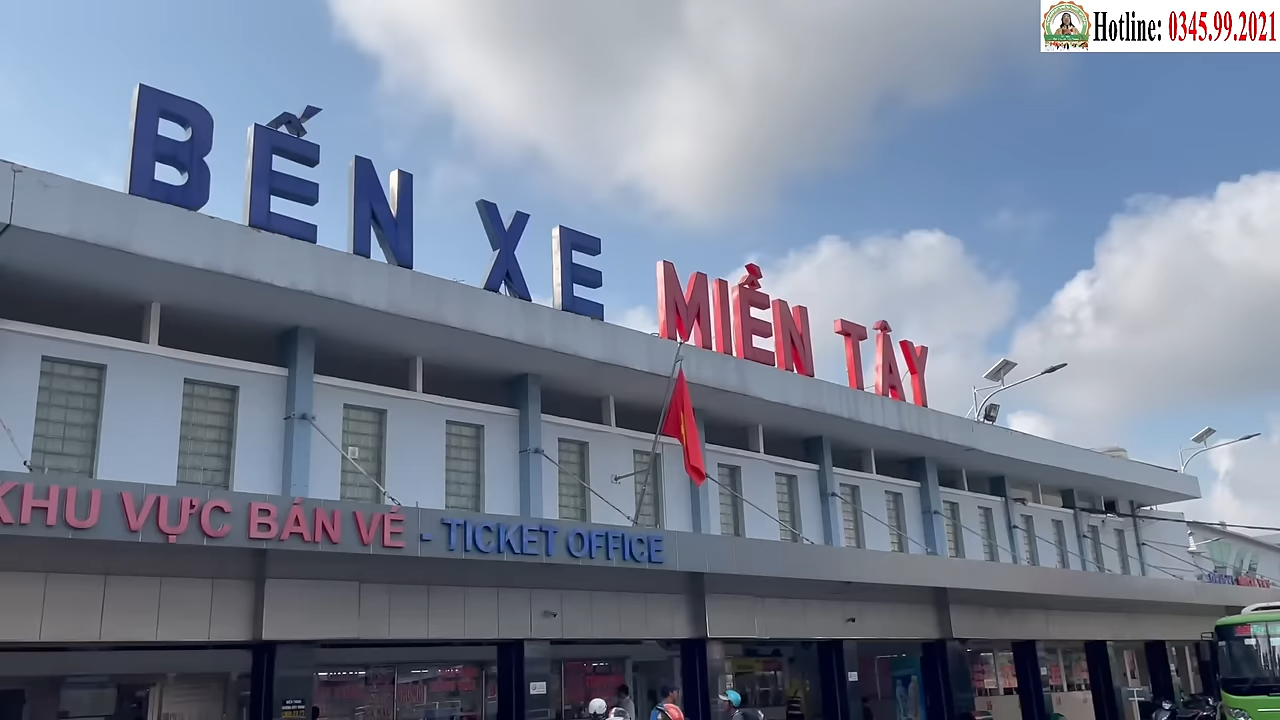 Hotline: 0345.99.2021
BẾN XE MIỀN TÂY
KHU VỰC BÁN VÉ - TICKET OFFICE